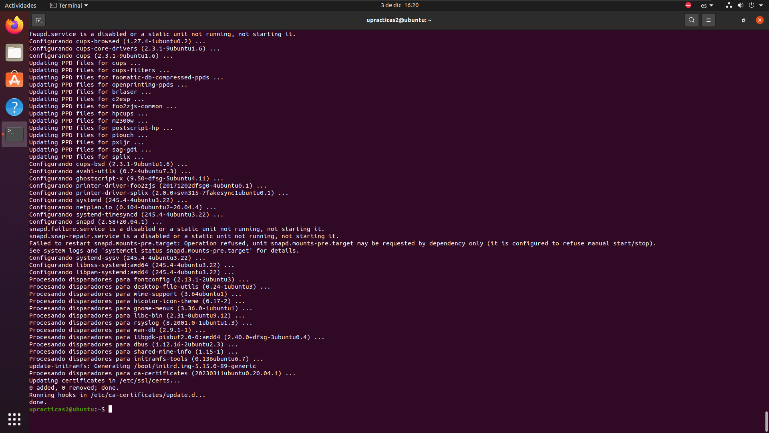 Actividades
Terminal
3 de dic 16:20
es
upracticas2@ubuntu: ~
fwupd.service is a disabled or a static unit not running, not starting it.
Configurando cups-browsed (1.27.4-1ubuntu0.2) ...
Configurando cups-core-drivers (2.3.1-9ubuntu1.6) ...
Configurando cups (2.3.1-9ubuntu1.6) ...
Updating PPD files for cups ...
Updating PPD files for cups-filters ...
Updating PPD files for foomatic-db-compressed-ppds ...
Updating PPD files for openprinting-ppds ...
Updating PPD files for brlaser ...
Updating PPD files for c2esp ...
Updating PPD files for foo2zjs-common ...
Updating PPD files for hpcups ...
Updating PPD files for m2300w ...
Updating PPD files for postscript-hp ...
Updating PPD files for ptouch ...
Updating PPD files for pxljr ...
Updating PPD files for sag-gdi ...
Updating PPD files for splix ...
Configurando cups-bsd (2.3.1-9ubuntu1.6) ...
Configurando avahi-utils (0.7-4ubuntu7.3) ...
Configurando ghostscript-x (9.50~dfsg-5ubuntu4.11) ...
Configurando printer-driver-foo2zjs (20171202dfsg0-4ubuntu0.1) ...
Configurando printer-driver-splix (2.0.0+svn315-7fakesync1ubuntu0.1) ...
Configurando systemd (245.4-4ubuntu3.22) ...
Configurando netplan.io (0.104-0ubuntu2~20.04.4) ...
Configurando systemd-timesyncd (245.4-4ubuntu3.22) ...
Configurando snapd (2.58+20.04.1) ...
snapd.failure.service is a disabled or a static unit not running, not starting it.
snapd.snap-repair.service is a disabled or a static unit not running, not starting it.
Failed to restart snapd.mounts-pre.target: Operation refused, unit snapd.mounts-pre.target may be requested by dependency only (it is configured to refuse manual start/stop).
See system logs and 'systemctl status snapd.mounts-pre.target' for details.
Configurando systemd-sysv (245.4-4ubuntu3.22) ...
Configurando libnss-systemd:amd64 (245.4-4ubuntu3.22) ...
Configurando libpam-systemd:amd64 (245.4-4ubuntu3.22) ...
Procesando disparadores para fontconfig (2.13.1-2ubuntu3) ...
Procesando disparadores para desktop-file-utils (0.24-1ubuntu3) ...
Procesando disparadores para mime-support (3.64ubuntu1) ...
Procesando disparadores para hicolor-icon-theme (0.17-2) ...
Procesando disparadores para gnome-menus (3.36.0-1ubuntu1) ...
Procesando disparadores para libc-bin (2.31-0ubuntu9.12) ...
Procesando disparadores para rsyslog (8.2001.0-1ubuntu1.3) ...
Procesando disparadores para man-db (2.9.1-1) ...
Procesando disparadores para libgdk-pixbuf2.0-0:amd64 (2.40.0+dfsg-3ubuntu0.4) ...
Procesando disparadores para dbus (1.12.16-2ubuntu2.3) ...
Procesando disparadores para shared-mime-info (1.15-1) ...
Procesando disparadores para initramfs-tools (0.136ubuntu6.7) ...
update-initramfs: Generating /boot/initrd.img-5.15.0-89-generic
Procesando disparadores para ca-certificates (20230311ubuntu0.20.04.1) ...
Updating certificates in /etc/ssl/certs...
0 added, 0 removed; done.
Running hooks in /etc/ca-certificates/update.d...
done.
upracticas2@ubuntu:~$